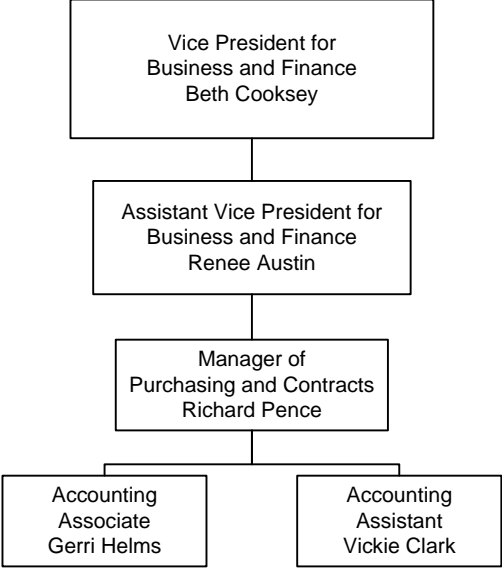 Vice President for
Business and Finance
Beth Cooksey
Assistant Vice President for
Business and Finance
Renee Austin
Manager of
Purchasing and Contracts
Richard Pence
Accounting
Associate
Gerri Helms
Accounting
Assistant
Vickie Clark